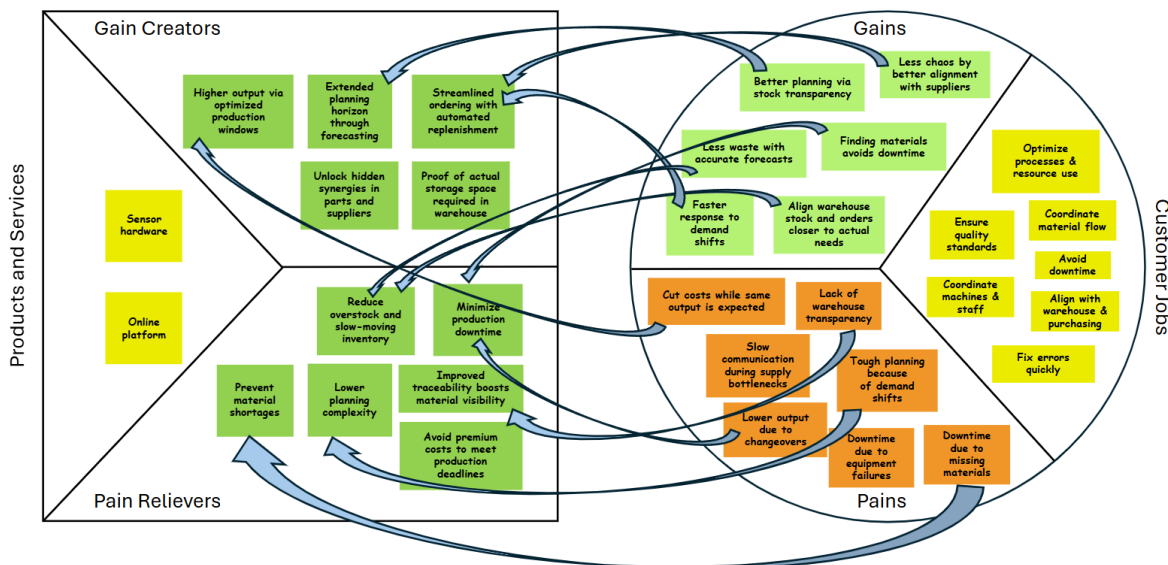 Gain Creators
Higher output via
optimized
production
windows
Extended
planning
horizon
through
forecasting
Streamlined
ordering with
automated
replenishment
Unlock hidden
synergies in
parts and
suppliers
Proof of actual
storage space
required in
warehouse
Products and Services
Sensor
hardware
Online
platform
Reduce
overstock and
slow-moving
inventory
Minimize
production
downtime
Prevent
material
shortages
Lower
planning
complexity
Improved
traceability boosts
material visibility
Avoid premium
costs to meet
production
deadlines
Pain Relievers
Gains
Better planning via
stock transparency
Less chaos by
better alignment
with suppliers
Less waste with
accurate forecasts
Finding materials
avoids downtime
Faster
response to
demand
shifts
Align warehouse
stock and orders
closer to actual
needs
Customer Jobs
Optimize
processes &
resource use
Ensure
quality
standards
Coordinate
material flow
Avoid
downtime
Coordinate
machines &
staff
Align with
warehouse &
purchasing
Fix errors
quickly
Cut costs while same
output is expected
Lack of
warehouse
transparency
Slow
communication
during supply
bottlenecks
Tough planning
because
of demand
shifts
Lower output
due to
changeovers
Downtime
due to
equipment
failures
Downtime
due to
missing
materials
Pains